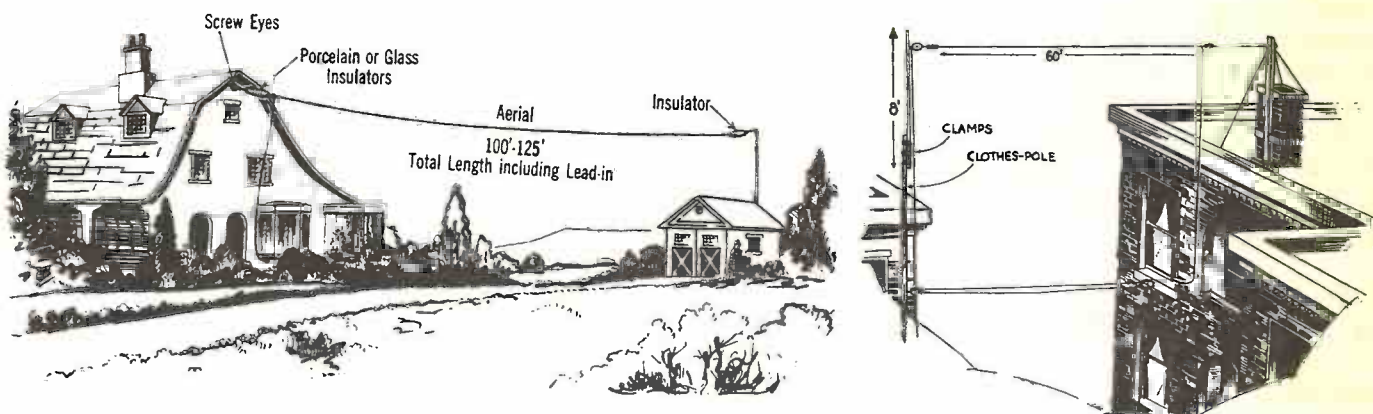 Screw Eyes
Porcelain or Glass
Insulators
Aerial
100'-125'
Total Length including Lead-in
Insulator
60'
8'
CLAMPS
CLOTHES-POLE